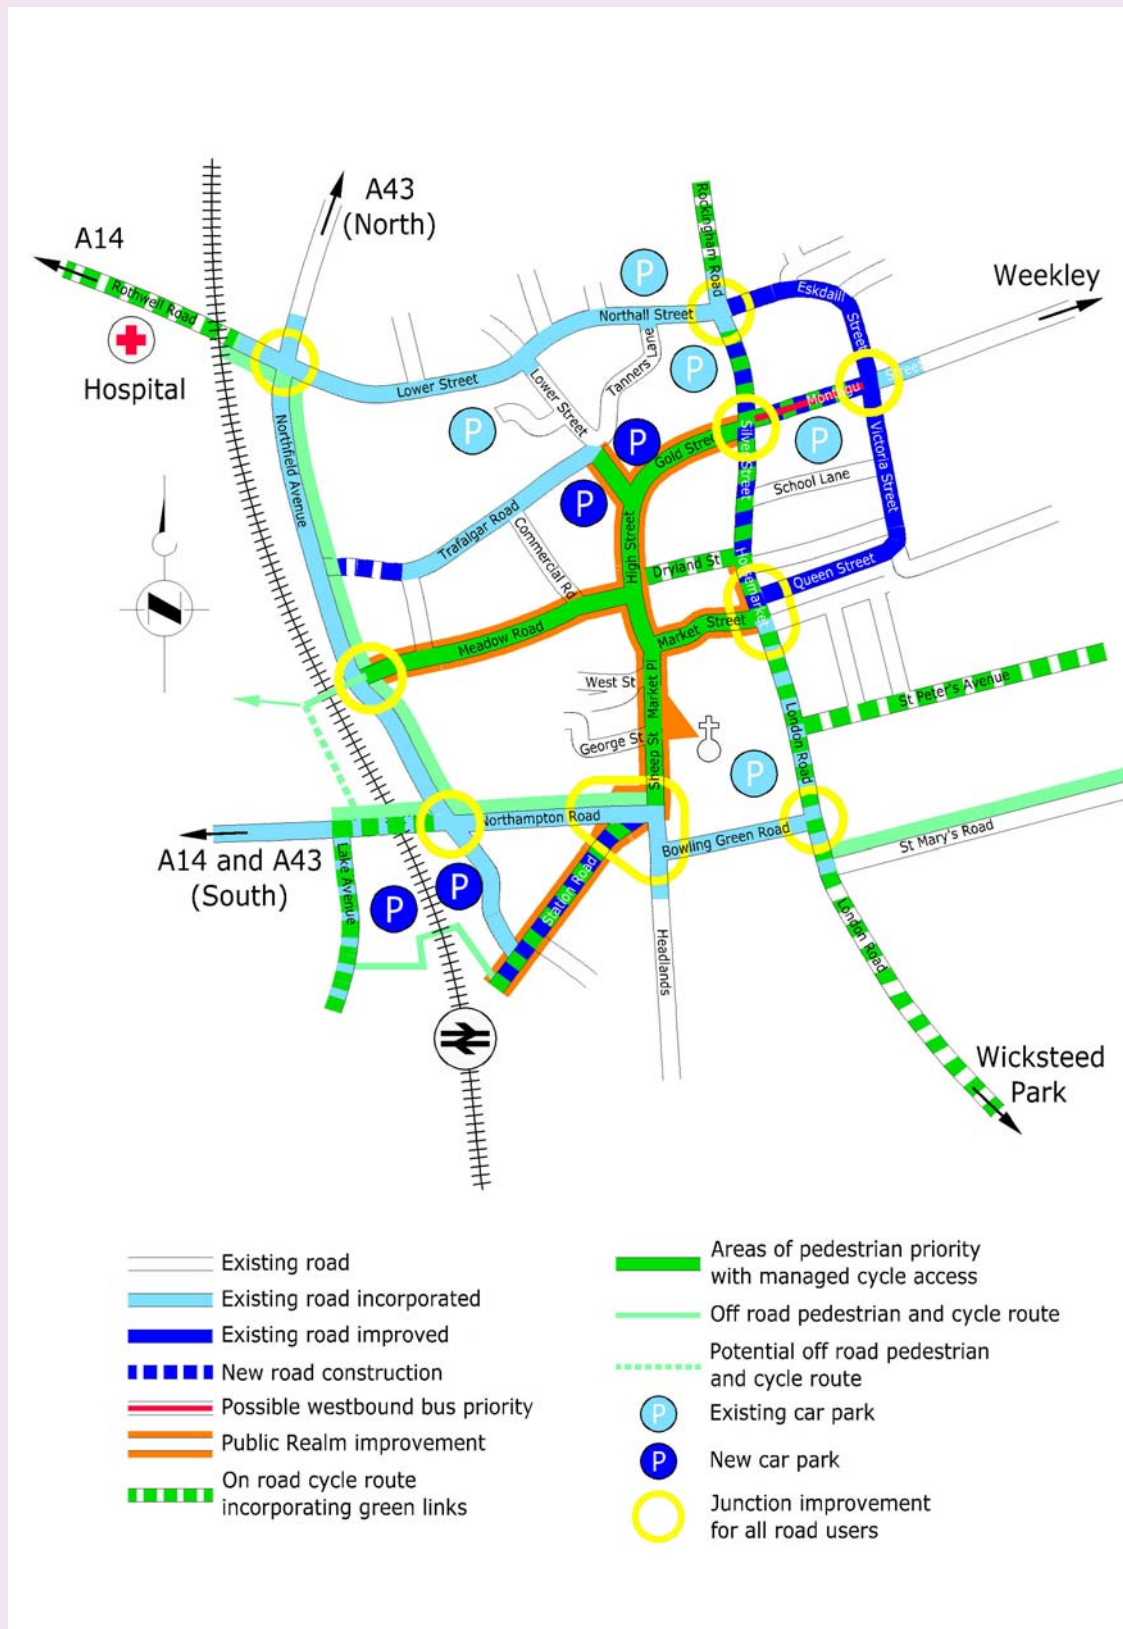 A43
(North)
A14
Rothwell Road
Hospital
Rockingham Road
P
Northall Street
Eskdaill
Street
Weekley
Lower Street
Lower Street
Tanners Lane
P
P
P
Gold Street
Montagu
Street
P
Silver Street
Victoria Street
School Lane
Northfield Avenue
P
Trafalgar Road
Commercial Rd
High Street
Dryland St
Horsemarket
Queen Street
Meadow Road
Market Street
West St
Market Pl
George St
Sheep St
St Peter's Avenue
London Road
P
Northampton Road
Bowling Green Road
St Mary's Road
A14 and A43
(South)
Lake Avenue
P
P
Station Road
Headlands
London Road
Wicksteed
Park
Existing road
Existing road incorporated
Existing road improved
New road construction
Possible westbound bus priority
Public Realm improvement
On road cycle route
incorporating green links
Areas of pedestrian priority
with managed cycle access
Off road pedestrian and cycle route
Potential off road pedestrian
and cycle route
P
Existing car park
P
New car park
Junction improvement
for all road users